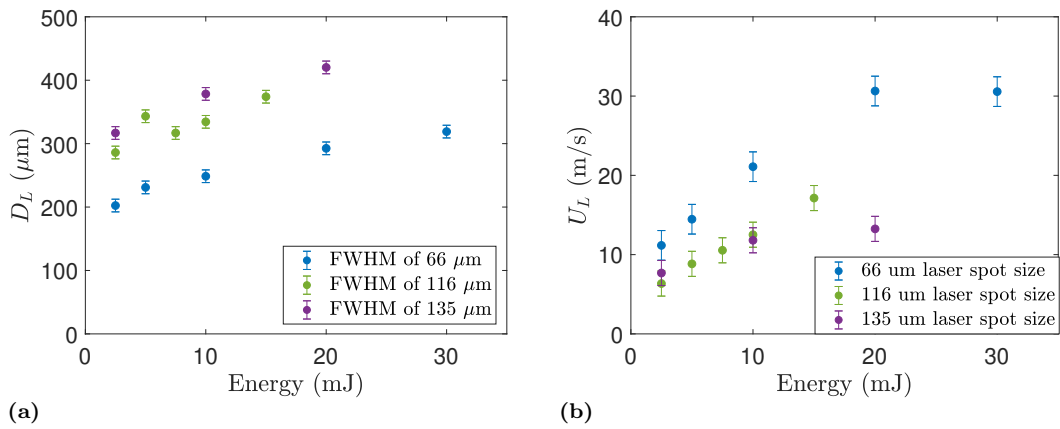 500
400
300
200
100
0
D_L (μm)
FWHM of 66 μm
FWHM of 116 μm
FWHM of 135 μm
0 10 20 30
Energy (mJ)
(a)
40
30
20
10
0
U_L (m/s)
66 um laser spot size
116 um laser spot size
135 um laser spot size
0 10 20 30
Energy (mJ)
(b)